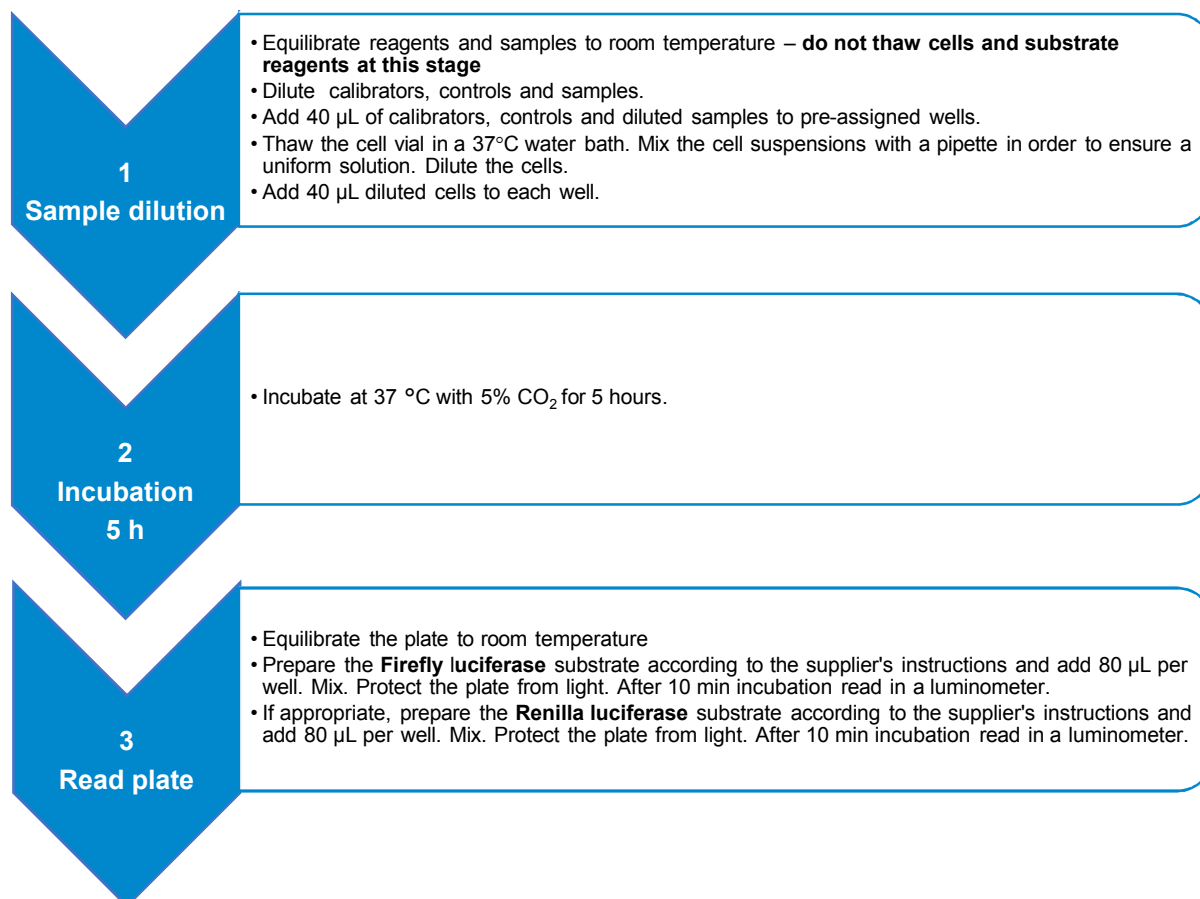 1
Sample dilution
• Equilibrate reagents and samples to room temperature – do not thaw cells and substrate
reagents at this stage
• Dilute calibrators, controls and samples.
• Add 40 µL of calibrators, controls and diluted samples to pre-assigned wells.
• Thaw the cell vial in a 37°C water bath. Mix the cell suspensions with a pipette in order to ensure a
uniform solution. Dilute the cells.
• Add 40 µL diluted cells to each well.
2
Incubation
5 h
• Incubate at 37 °C with 5% CO₂ for 5 hours.
3
Read plate
• Equilibrate the plate to room temperature
• Prepare the Firefly luciferase substrate according to the supplier's instructions and add 80 µL per
well. Mix. Protect the plate from light. After 10 min incubation read in a luminometer.
• If appropriate, prepare the Renilla luciferase substrate according to the supplier's instructions and
add 80 µL per well. Mix. Protect the plate from light. After 10 min incubation read in a luminometer.